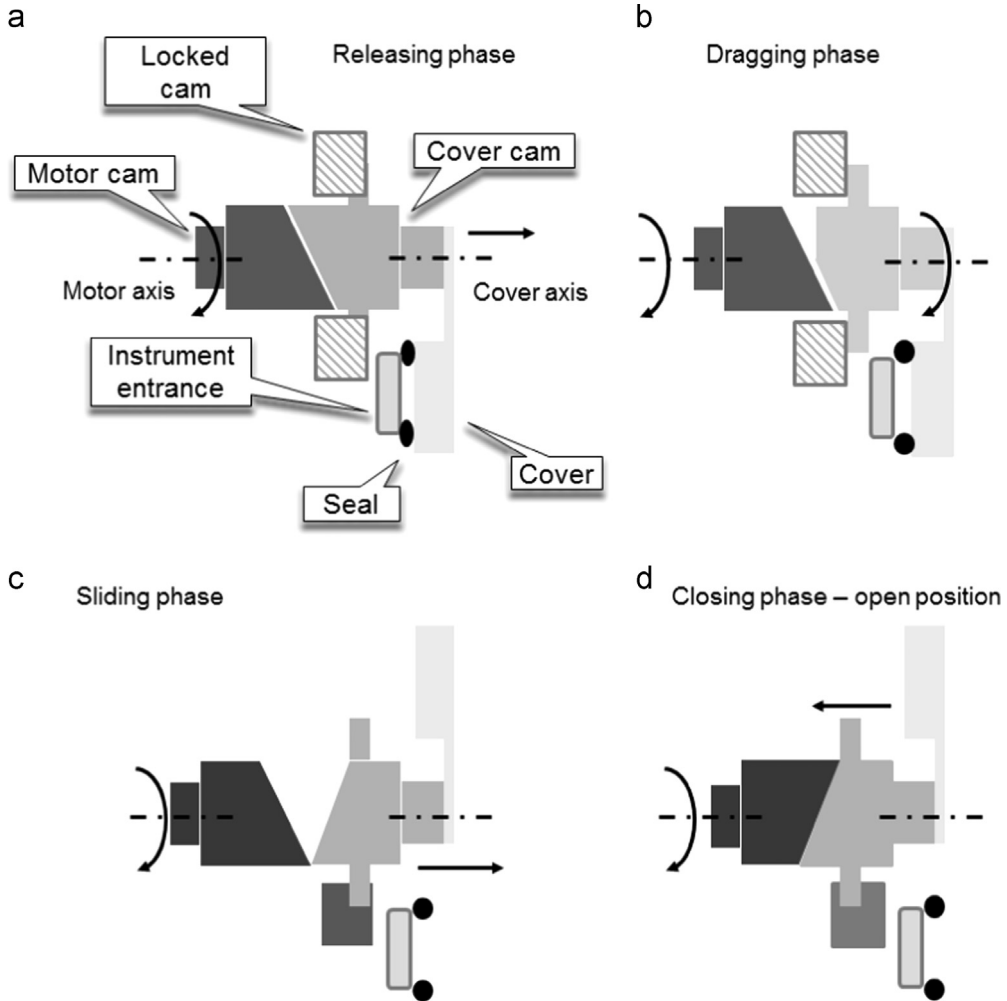 a
Releasing phase
Locked
cam
Motor cam
Cover cam
Motor axis
Cover axis
Instrument
entrance
Seal
Cover
b
Dragging phase
c
Sliding phase
d
Closing phase – open position